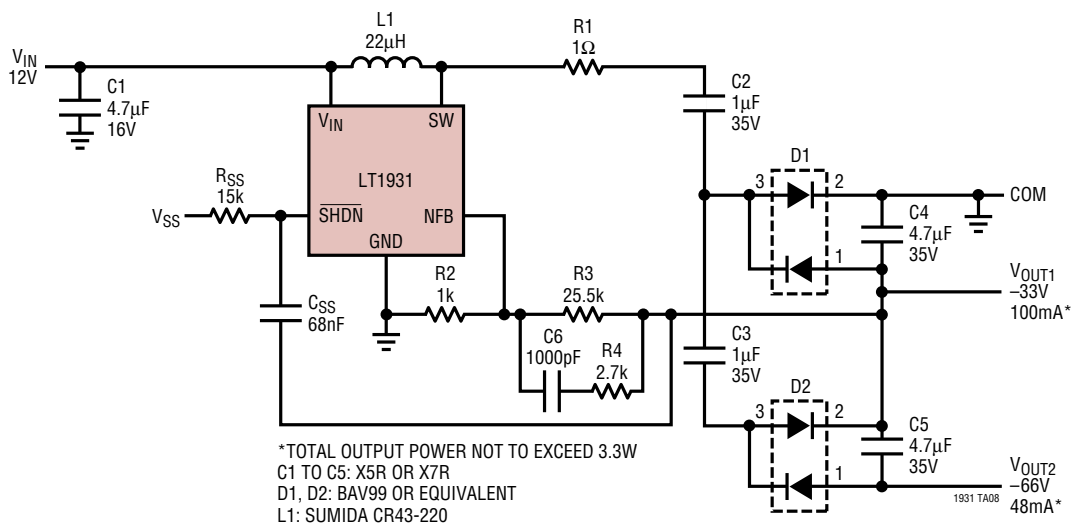 VIN
12V
C1
4.7µF
16V
L1
22µH
R1
1Ω
C2
1µF
35V
VIN
SW
LT1931
SHDN
NFB
GND
RSS
15k
VSS
CSS
68nF
R2
1k
R3
25.5k
C6
1000pF
R4
2.7k
D1
3
2
1
COM
C4
4.7µF
35V
VOUT1
–33V
100mA*
C3
1µF
35V
D2
3
2
1
C5
4.7µF
35V
VOUT2
–66V
48mA*
1931 TA08
*TOTAL OUTPUT POWER NOT TO EXCEED 3.3W
C1 TO C5: X5R OR X7R
D1, D2: BAV99 OR EQUIVALENT
L1: SUMIDA CR43-220